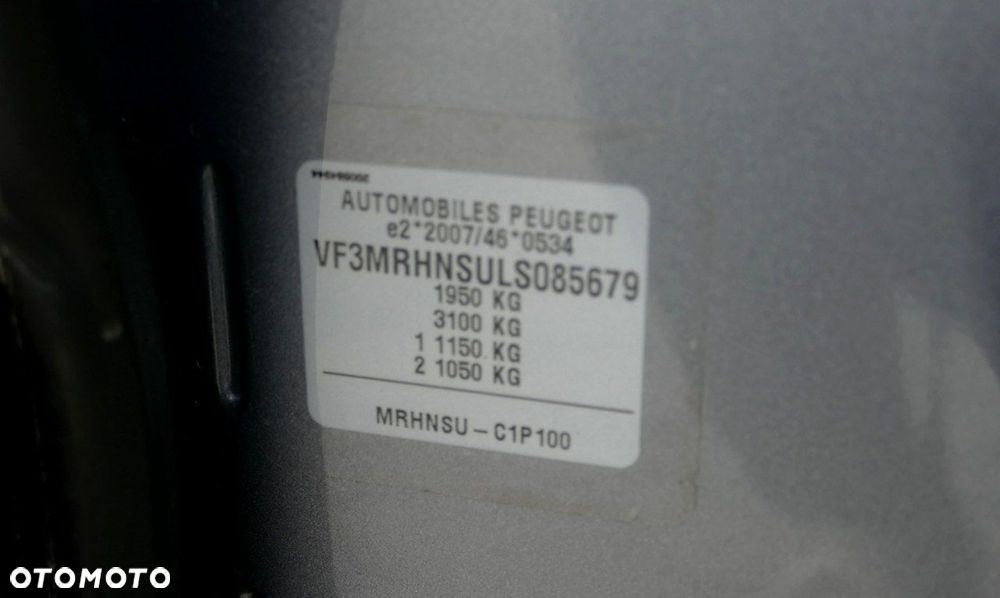 AUTOMOBILES PEUGEOT
e2*2007/46*0534
VF3MRHNSULS085679
1950 KG
3100 KG
1 1150 KG
2 1050 KG
MRHNSU – C1P100
OTOMOTO